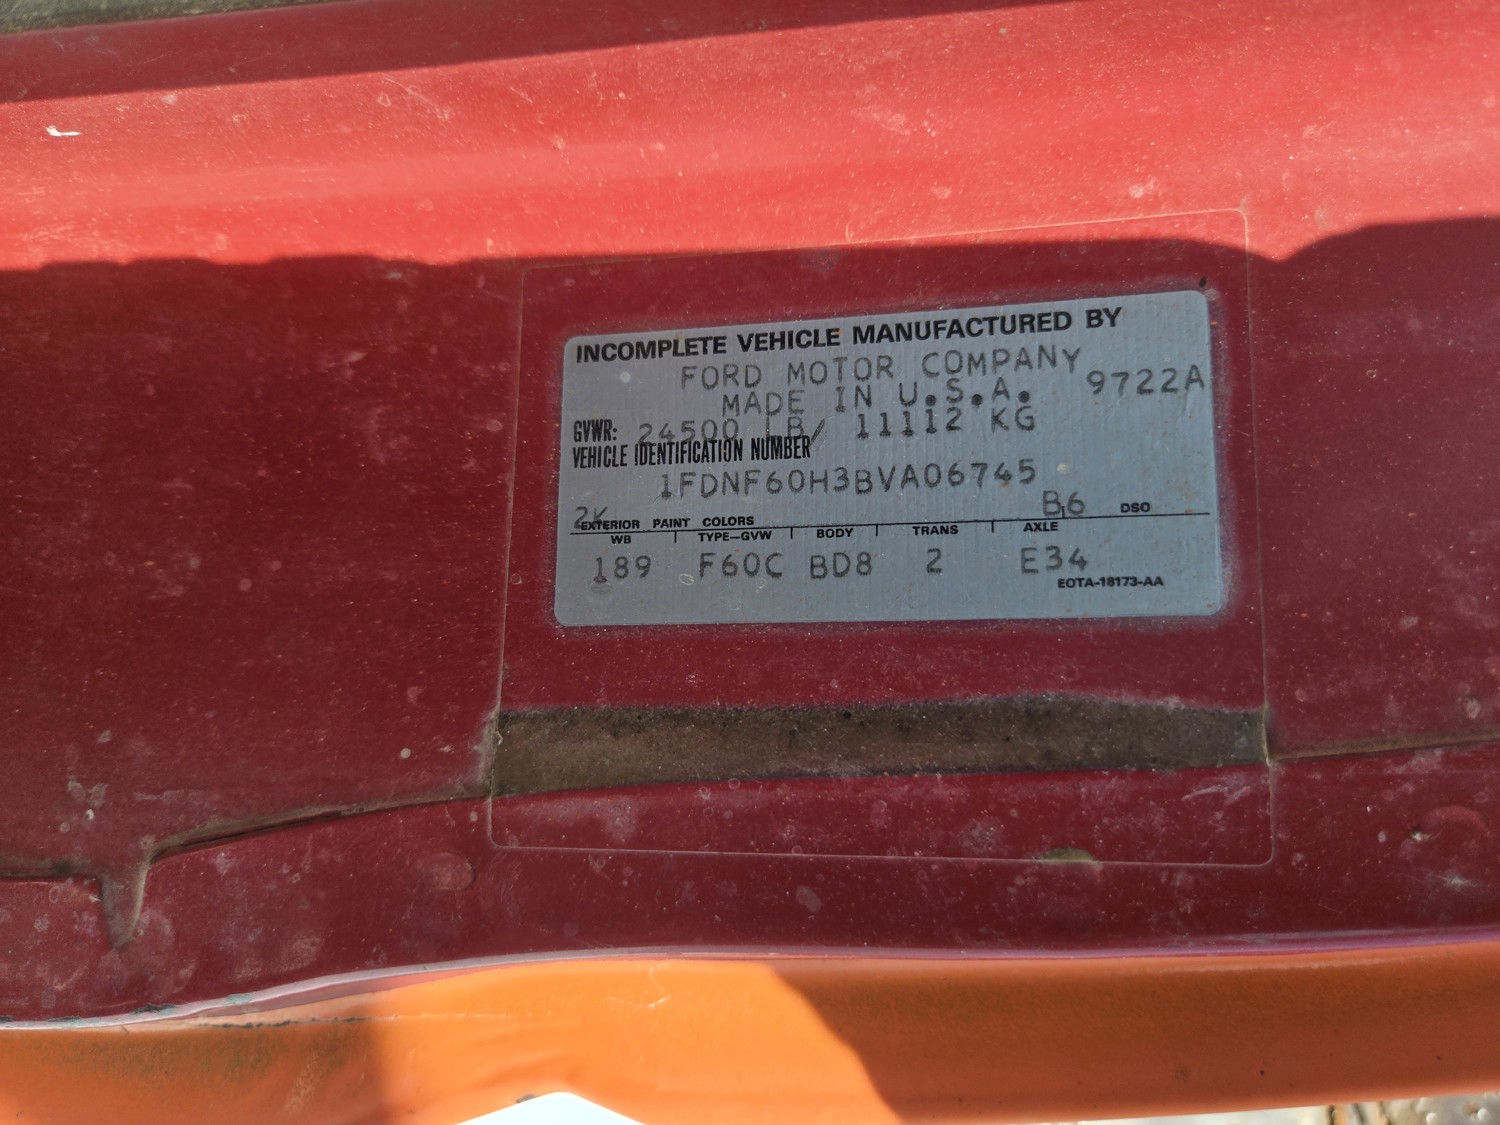 INCOMPLETE VEHICLE MANUFACTURED BY
FORD MOTOR COMPANY
MADE IN U.S.A. 9722A
GVWR: 24500 LB/ 11112 KG
VEHICLE IDENTIFICATION NUMBER
1FDNF60H3BVA06745
2K B16
EXTERIOR PAINT COLORS DSO
WB TYPE-GVW BODY TRANS AXLE
189 F60C BD8 2 E34
EOTA-18173-AA